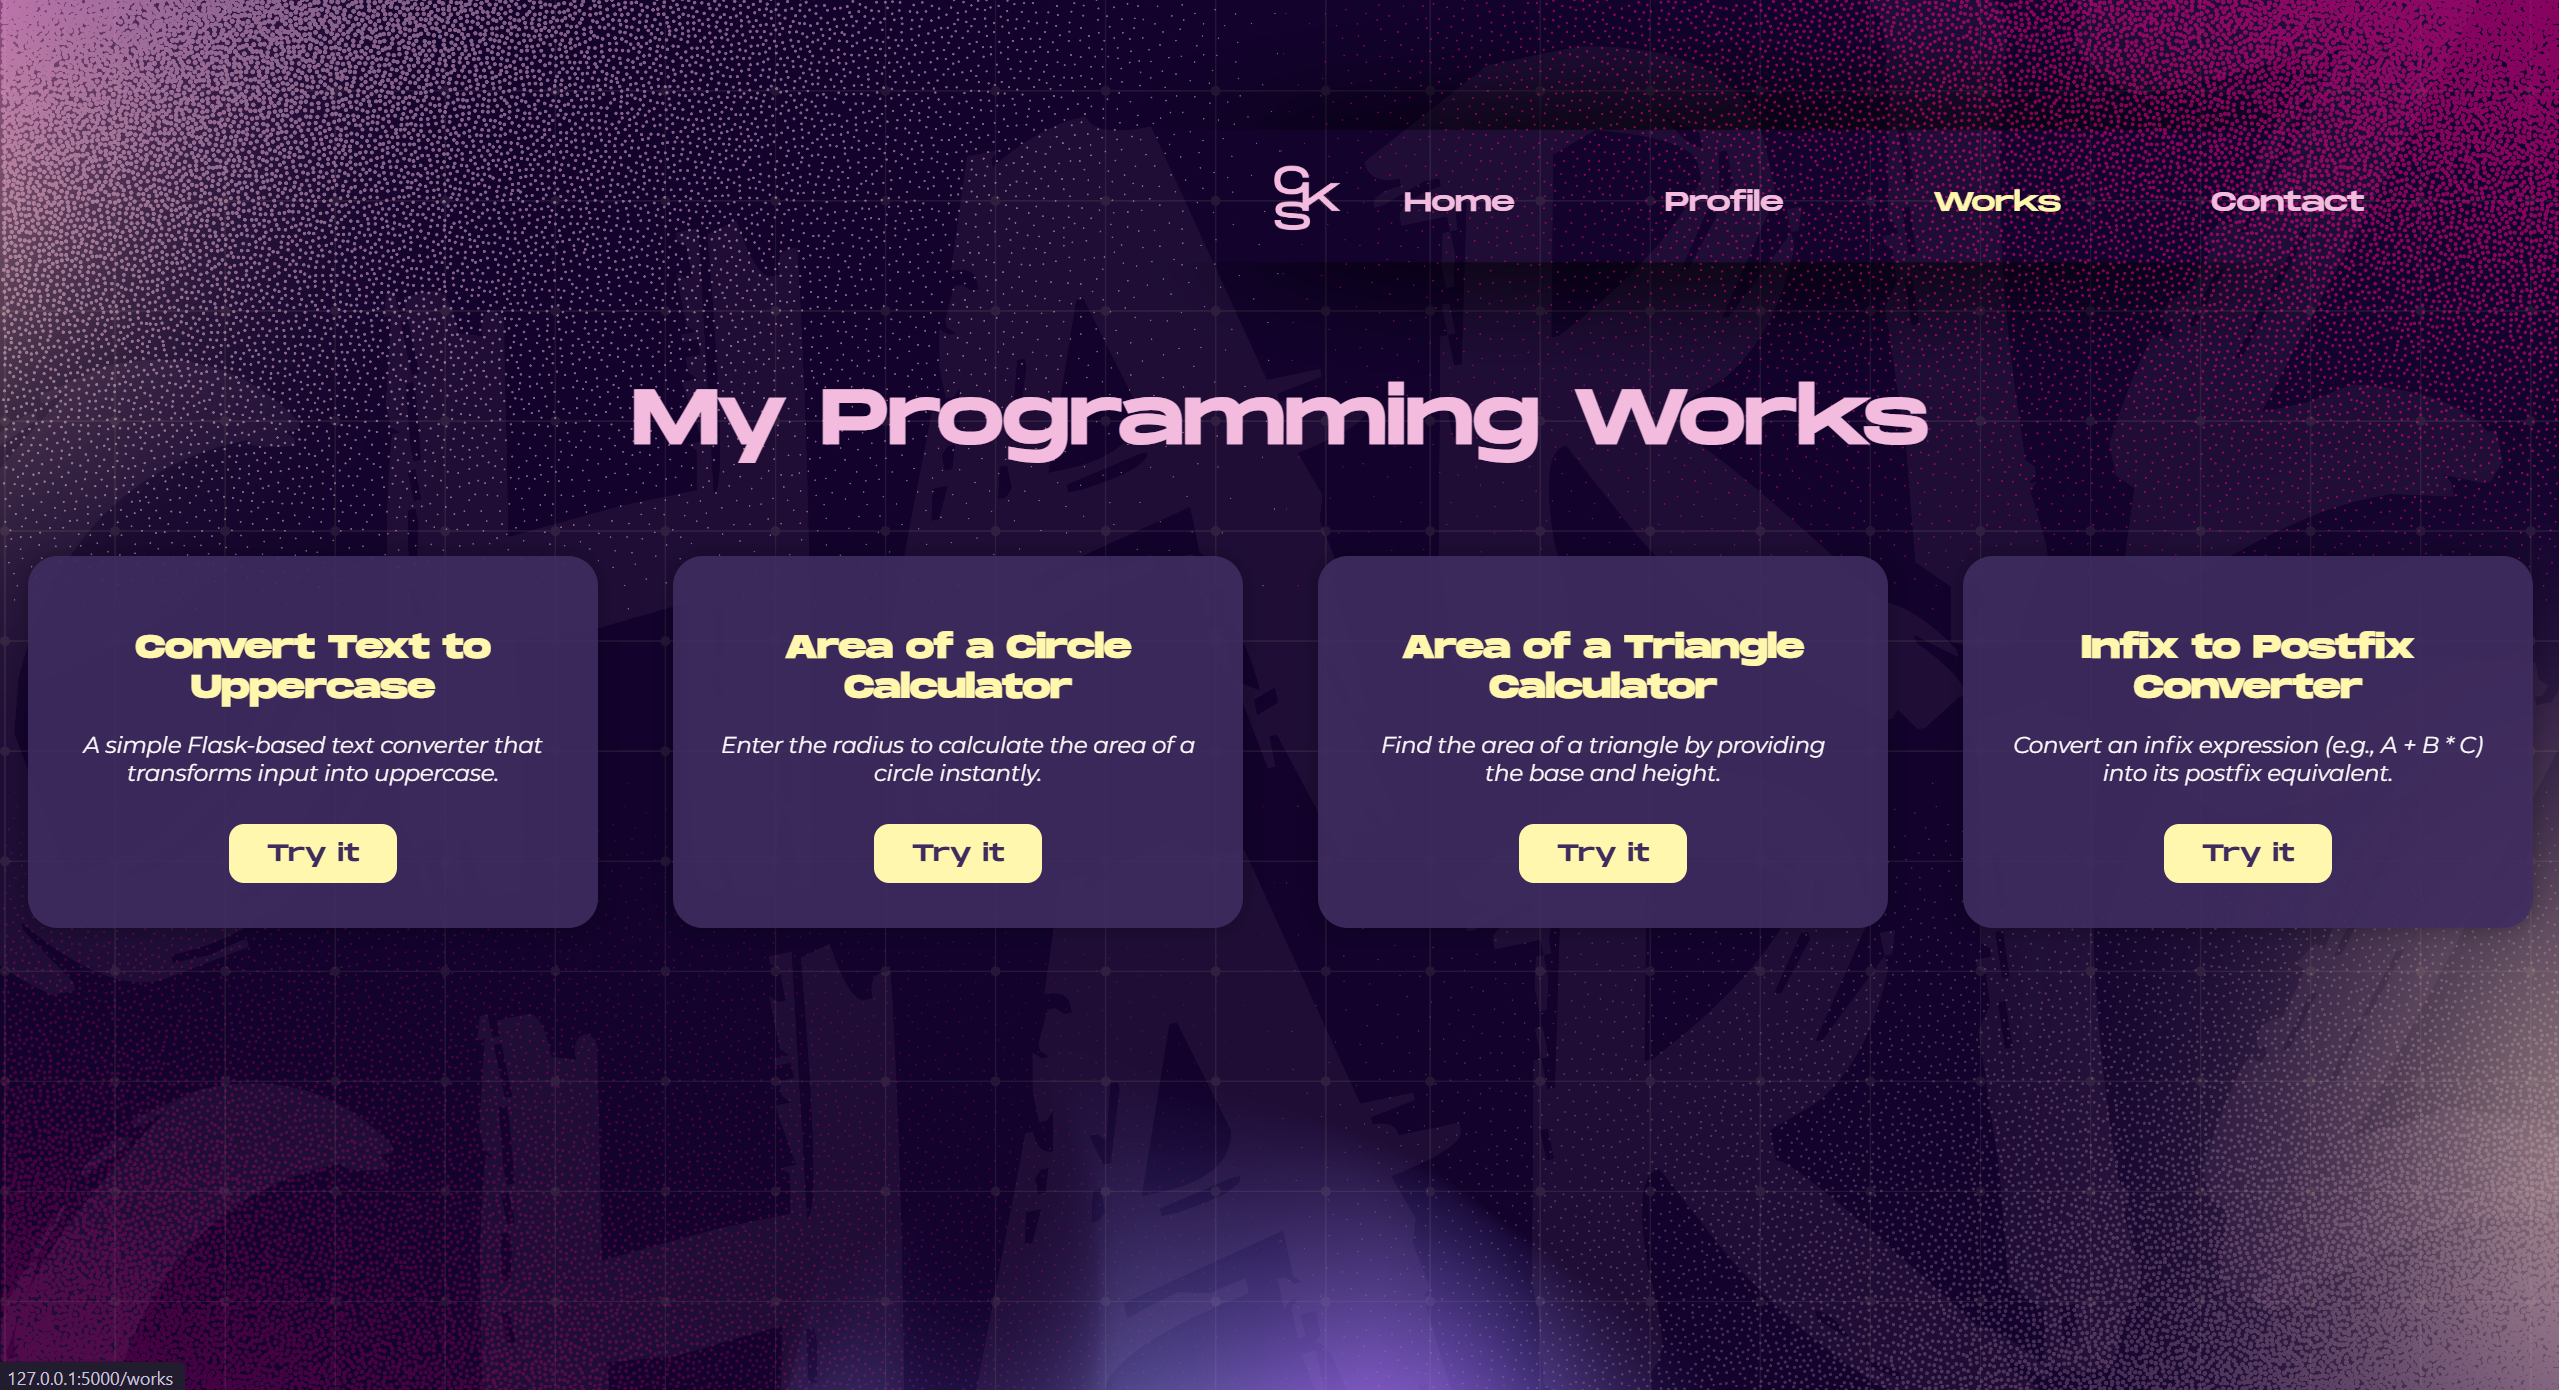 CKS
Home Profile Works Contact
My Programming Works
Convert Text to
Uppercase
A simple Flask-based text converter that
transforms input into uppercase.
Try it
Area of a Circle
Calculator
Enter the radius to calculate the area of a
circle instantly.
Try it
Area of a Triangle
Calculator
Find the area of a triangle by providing
the base and height.
Try it
Infix to Postfix
Converter
Convert an infix expression (e.g., A + B * C)
into its postfix equivalent.
Try it
127.0.0.1:5000/works